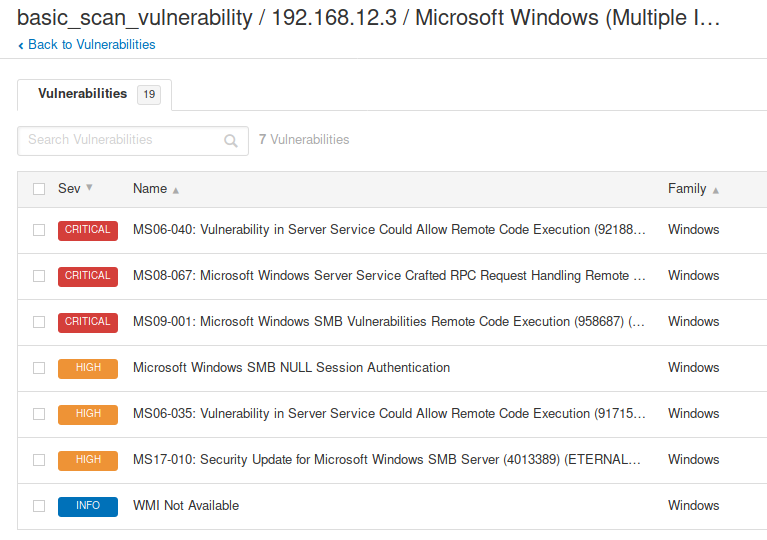 basic_scan_vulnerability / 192.168.12.3 / Microsoft Windows (Multiple I…
‹ Back to Vulnerabilities
Vulnerabilities 19
Search Vulnerabilities 7 Vulnerabilities
Sev ▼ Name ▲ Family ▲
CRITICAL MS06-040: Vulnerability in Server Service Could Allow Remote Code Execution (92188… Windows
CRITICAL MS08-067: Microsoft Windows Server Service Crafted RPC Request Handling Remote … Windows
CRITICAL MS09-001: Microsoft Windows SMB Vulnerabilities Remote Code Execution (958687) (… Windows
HIGH Microsoft Windows SMB NULL Session Authentication Windows
HIGH MS06-035: Vulnerability in Server Service Could Allow Remote Code Execution (91715… Windows
HIGH MS17-010: Security Update for Microsoft Windows SMB Server (4013389) (ETERNAL… Windows
INFO WMI Not Available Windows